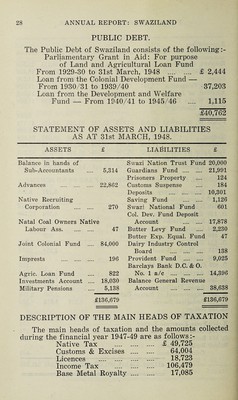 28 ANNUAL REPORT: SWAZILAND
PUBLIC DEBT.
The Public Debt of Swaziland consists of the following:-
Parliamentary Grant in Aid: For purpose
of Land and Agricultural Loan Fund
From 1929-30 to 31st March, 1948 ...... ...... £ 2,444
Loan from the Colonial Development Fund —
From 1930/31 to 1939/40 37,203
Loan from the Development and Welfare
Fund — From 1940/41 to 1945/46 ...... 1,115
£40,762
STATEMENT OF ASSETS AND LIABILITIES
AS AT 31ST MARCH, 1948.
ASSETS £
Balance in hands of
Sub-Accountants ...... 5,314
Advances ...... ...... 22,862
Native Recruiting
Corporation ...... ...... 270
Natal Coal Owners Native
Labour Ass. ...... ...... 47
Joint Colonial Fund ...... 84,000
Imprests ...... ...... 196
Agric. Loan Fund ...... 822
Investments Account ...... 18,030
Military Pensions ...... 5,138
£136,679
LIABILITIES £
Swazi Nation Trust Fund 20,000
Guardians Fund ...... ...... 21,991
Prisoners Property ...... 124
Customs Suspense ...... 184
Deposits ...... ...... 10,301
Saving Fund ...... ...... 1,126
Swazi National Fund 601
Col. Dev. Fund Deposit
Account ...... ...... 17,878
Butter Levy Fund ...... 2,230
Butter Exp. Equal. Fund 47
Dairy Industry Control
Board ...... ...... 138
Provident Fund ...... ...... 9,025
Barclays Bank D.C. & O.
No. 1 a/c ...... ...... 14,396
Balance General Revenue
Account ...... ...... 38,638
£136,679
DESCRIPTION OF THE MAIN HEADS OF TAXATION
The main heads of taxation and the amounts collected
during the financial year 1947-49 are as follows:-
Native Tax ...... ...... £ 49,725
Customs & Excises ...... 64,004
Licences ...... ...... 18,723
Income Tax ...... ...... 106,479
Base Metal Royalty ...... 17,085